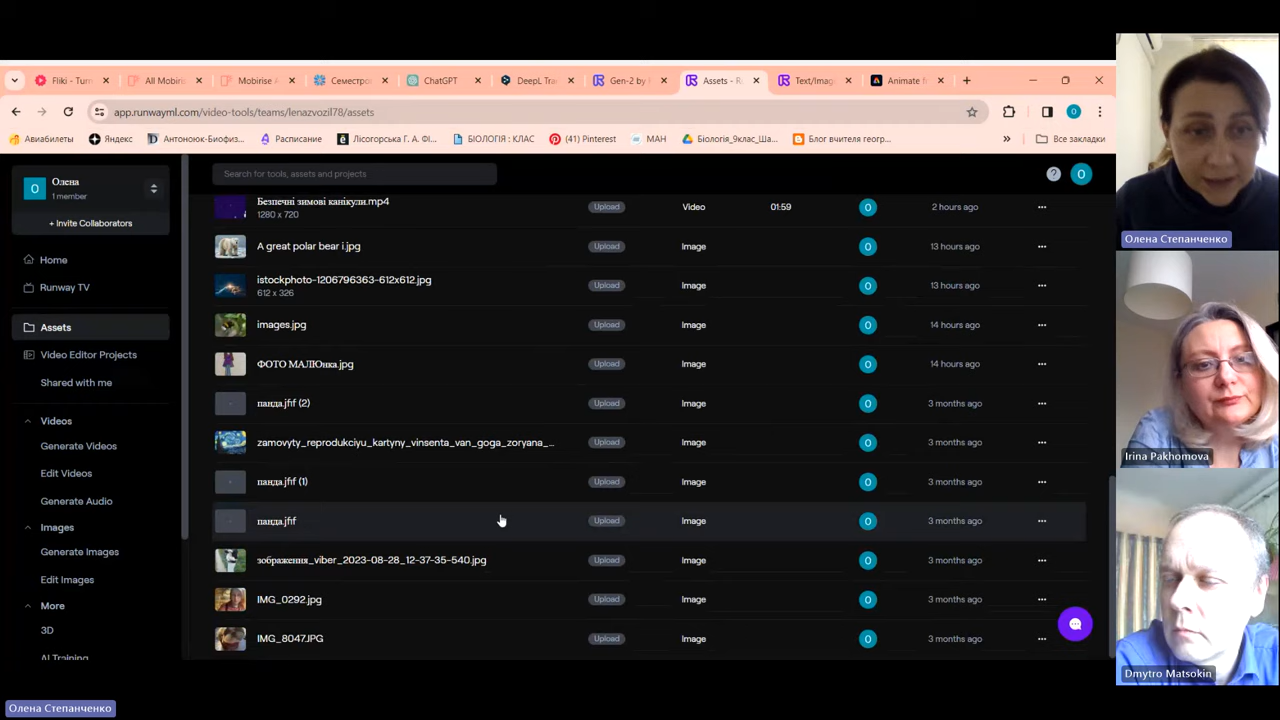 Fliki - Turn
All Mobiri
Mobirise A
Семестро
ChatGPT
DeepL Tra
Gen-2 by
Assets - R
Text/Imag
Animate f
app.runwayml.com/video-tools/teams/lenazvozil78/assets
O
Авиабилеты
Яндекс
Антонюк-Биофиз...
Расписание
Лісогорська Г. А. ФІ...
БІОЛОГІЯ : КЛАС
(41) Pinterest
МАН
Біологія_9клас_Ша...
Блог вчителя геогр...
»
Все закладки
O
Олена
1 member
+ Invite Collaborators
Home
Runway TV
Assets
Video Editor Projects
Shared with me
Videos
Generate Videos
Edit Videos
Generate Audio
Images
Generate Images
Edit Images
More
3D
AI Training
Search for tools, assets and projects
? O
Безпечні зимові канікули.mp4 Upload Video 01:59 O 2 hours ago ...
1280 x 720
A great polar bear i.jpg Upload Image O 13 hours ago ...
istockphoto-1206796363-612x612.jpg Upload Image O 13 hours ago ...
612 x 326
images.jpg Upload Image O 14 hours ago ...
ФОТО МАЛЮнка.jpg Upload Image O 14 hours ago ...
панда.jfif (2) Upload Image O 3 months ago ...
zamovyty_reprodukciyu_kartyny_vinsenta_van_goga_zoryana_... Upload Image O 3 months ago ...
панда.jfif (1) Upload Image O 3 months ago ...
панда.jfif Upload Image O 3 months ago ...
зображення_viber_2023-08-28_12-37-35-540.jpg Upload Image O 3 months ago ...
IMG_0292.jpg Upload Image O 3 months ago ...
IMG_8047.JPG Upload Image O 3 months ago ...
Олена Степанченко
Irina Pakhomova
Dmytro Matsokin
Олена Степанченко